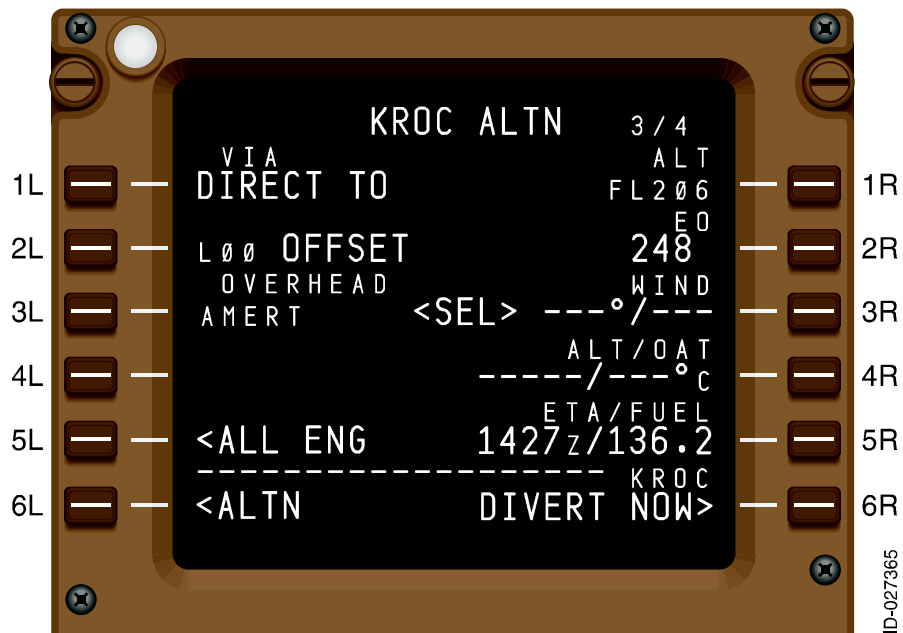 KROC ALTN 3/4
VIA ALT
1L DIRECT TO FL2Ø6 1R
EO
2L LØØ OFFSET 248 2R
OVERHEAD WIND
3L AMERT <SEL> ---°/--- 3R
ALT/OAT
4L -----/---°C 4R
ETA/FUEL
5L <ALL ENG 1427Z/136.2 5R
-------------------- KROC
6L <ALTN DIVERT NOW> 6R
ID-027365